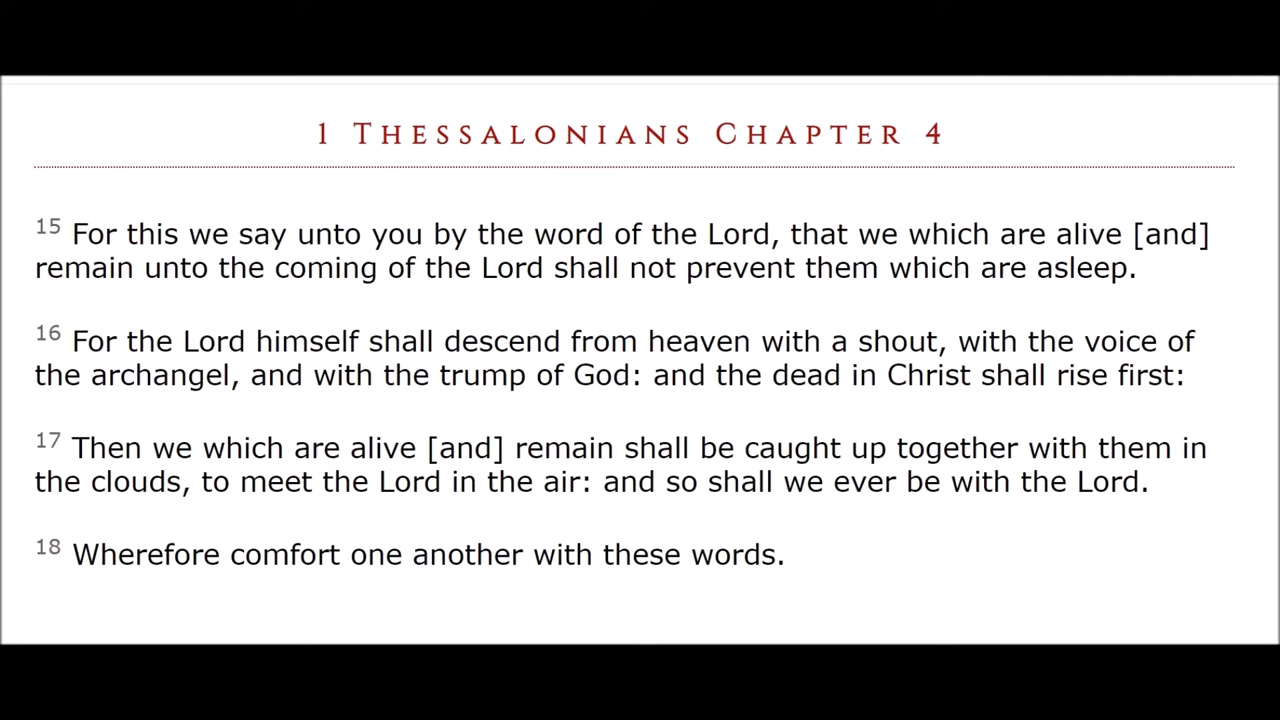 1 Thessalonians Chapter 4
15 For this we say unto you by the word of the Lord, that we which are alive [and]
remain unto the coming of the Lord shall not prevent them which are asleep.
16 For the Lord himself shall descend from heaven with a shout, with the voice of
the archangel, and with the trump of God: and the dead in Christ shall rise first:
17 Then we which are alive [and] remain shall be caught up together with them in
the clouds, to meet the Lord in the air: and so shall we ever be with the Lord.
18 Wherefore comfort one another with these words.